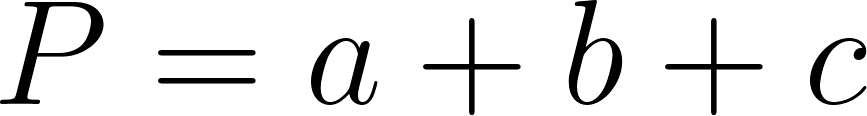 P = a + b + c